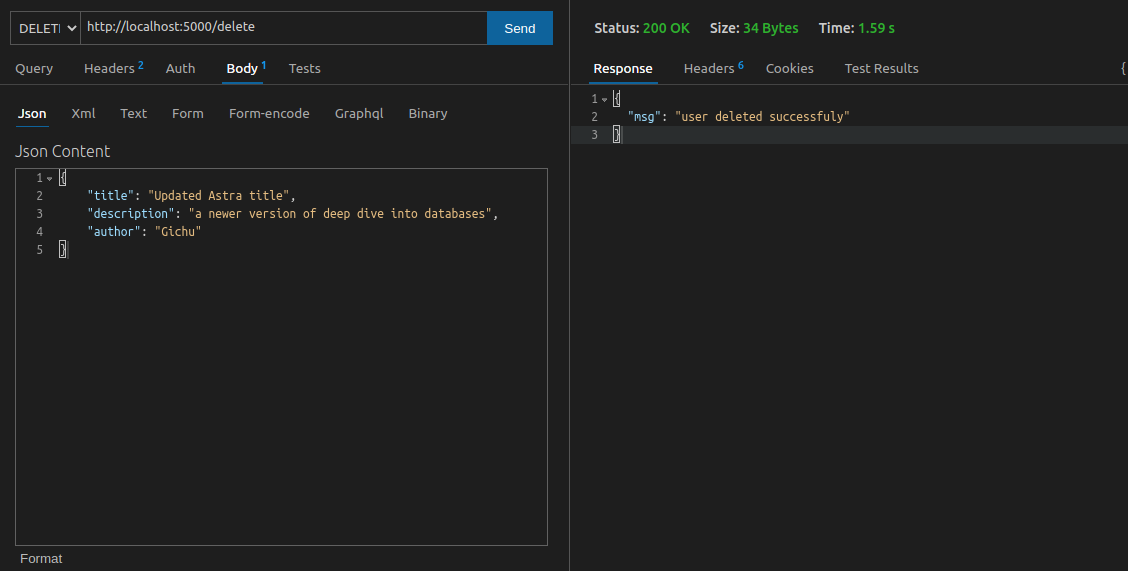 DELETE http://localhost:5000/delete Send
Query Headers 2 Auth Body 1 Tests
Json Xml Text Form Form-encode Graphql Binary
Json Content
1 {
2 "title": "Updated Astra title",
3 "description": "a newer version of deep dive into databases",
4 "author": "Gichu"
5 }
Format
Status: 200 OK Size: 34 Bytes Time: 1.59 s
Response Headers 6 Cookies Test Results {
1 {
2 "msg": "user deleted successfuly"
3 }